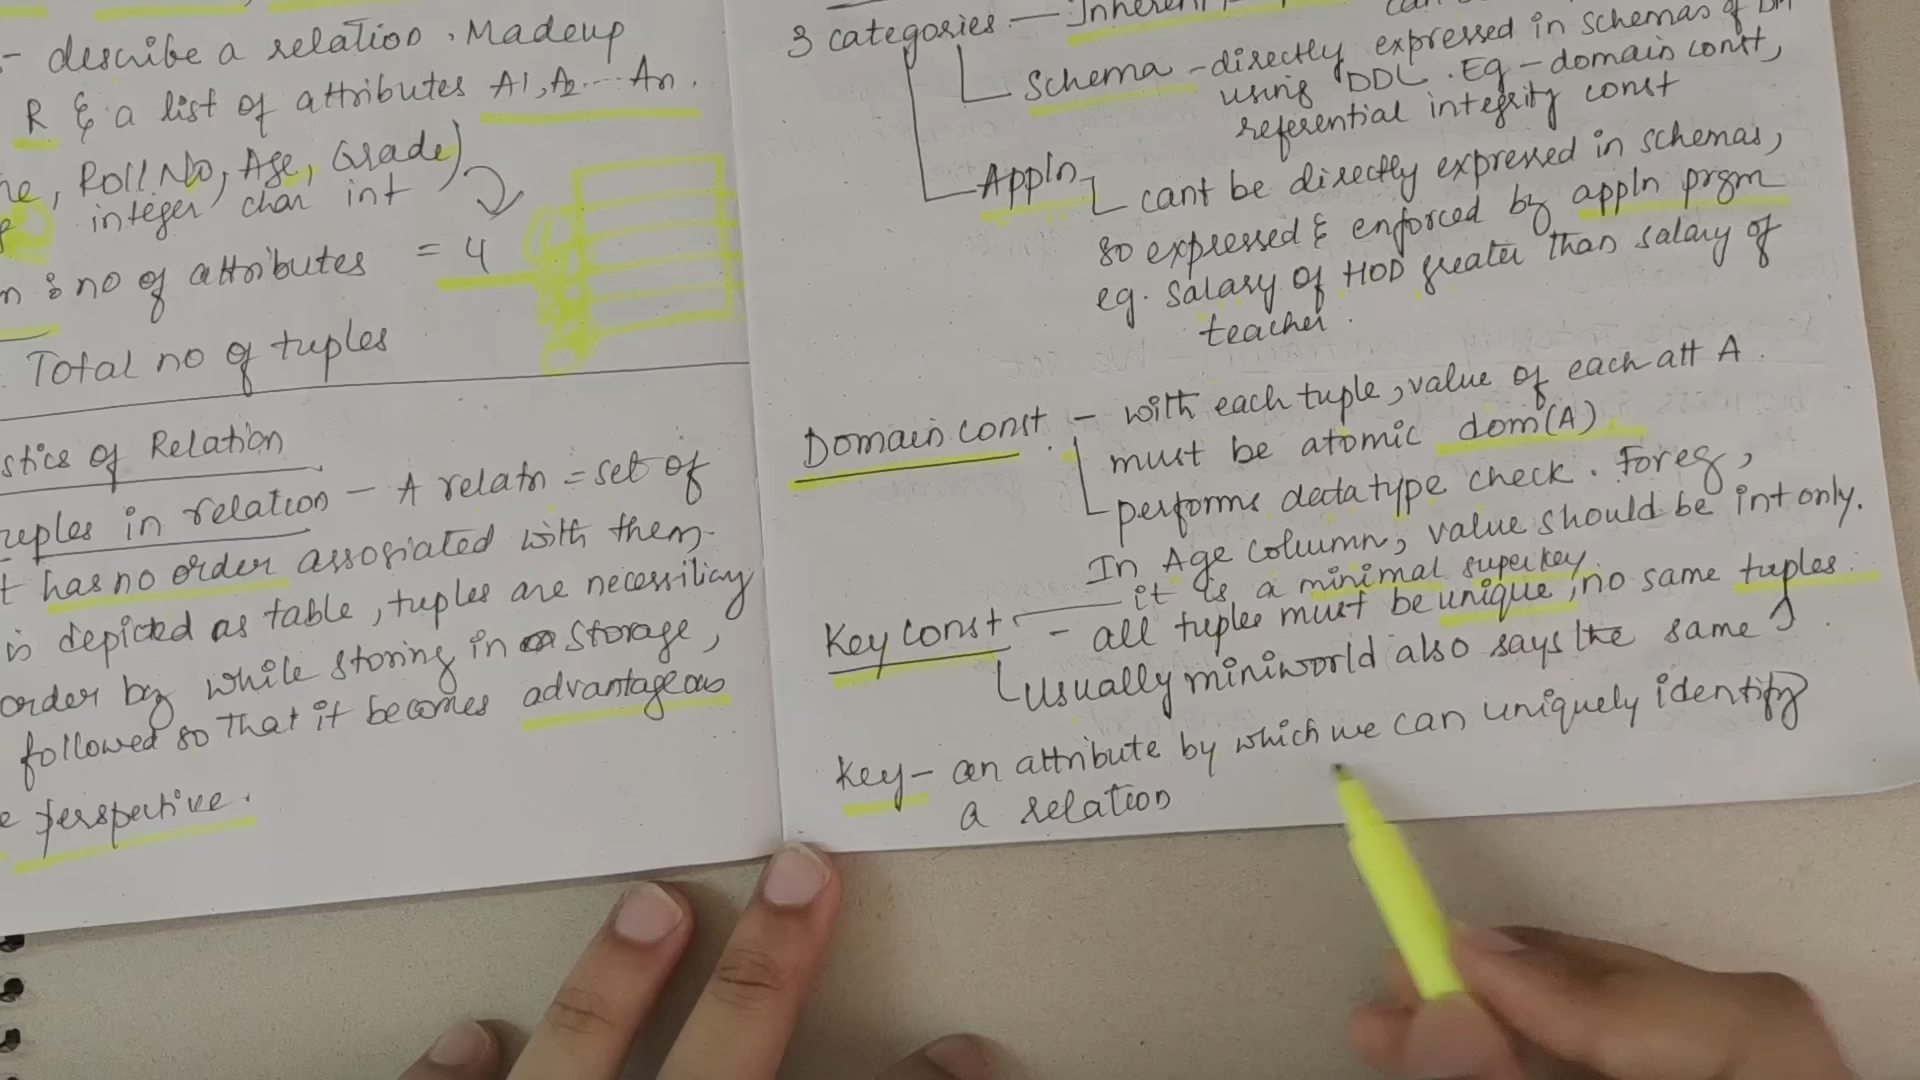 - describe a relation. Madeup
R & a list of attributes A1, A2....An.
Roll.No, Age, Grade)
integer char int
no of attributes = 4
Total no of tuples
stics of Relation
tuples in relation - A relatn = set of
t has no order assosiated with them.
is depicted as table, tuples are necessiliay
order by while storing in storage,
followed so that it becomes advantageous
e perspective.
3 categories - Inherent
Schema - directly expressed in schemas of DM
using DDL. Eg - domain constt,
referential integrity const
Appln - cant be directly expressed in schemas,
so expressed & enforced by appln prgm
eg. salary of HOD greater than salary of
teacher.
Domain const. - with each tuple, value of each att A
must be atomic dom(A).
performs datatype check. Foreg,
In Age column, value should be int only.
it is a minimal superkey.
Key const - all tuples must be unique, no same tuples.
Usually miniworld also says the same
Key - an attribute by which we can uniquely identify
a relation